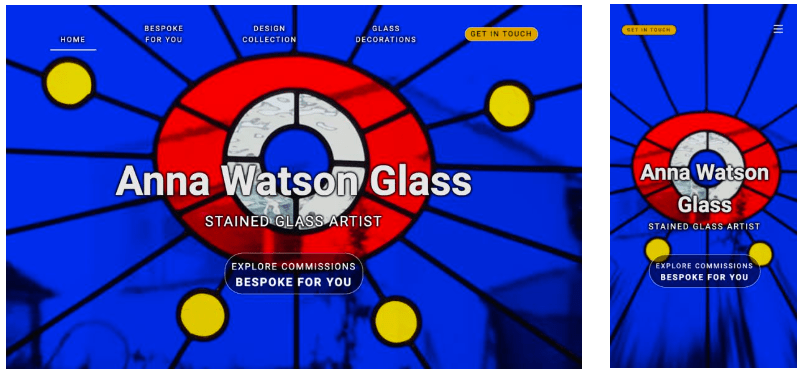 HOME
BESPOKE
FOR YOU
DESIGN
COLLECTION
GLASS
DECORATIONS
GET IN TOUCH
Anna Watson Glass
STAINED GLASS ARTIST
EXPLORE COMMISSIONS
BESPOKE FOR YOU
GET IN TOUCH
Anna Watson
Glass
STAINED GLASS ARTIST
EXPLORE COMMISSIONS
BESPOKE FOR YOU